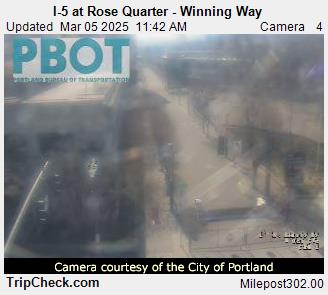 I-5 at Rose Quarter - Winning Way
Updated Mar 05 2025 11:42 AM Camera 4
PBOT
PORTLAND BUREAU OF TRANSPORTATION
Camera courtesy of the City of Portland
TripCheck.com Milepost302.00